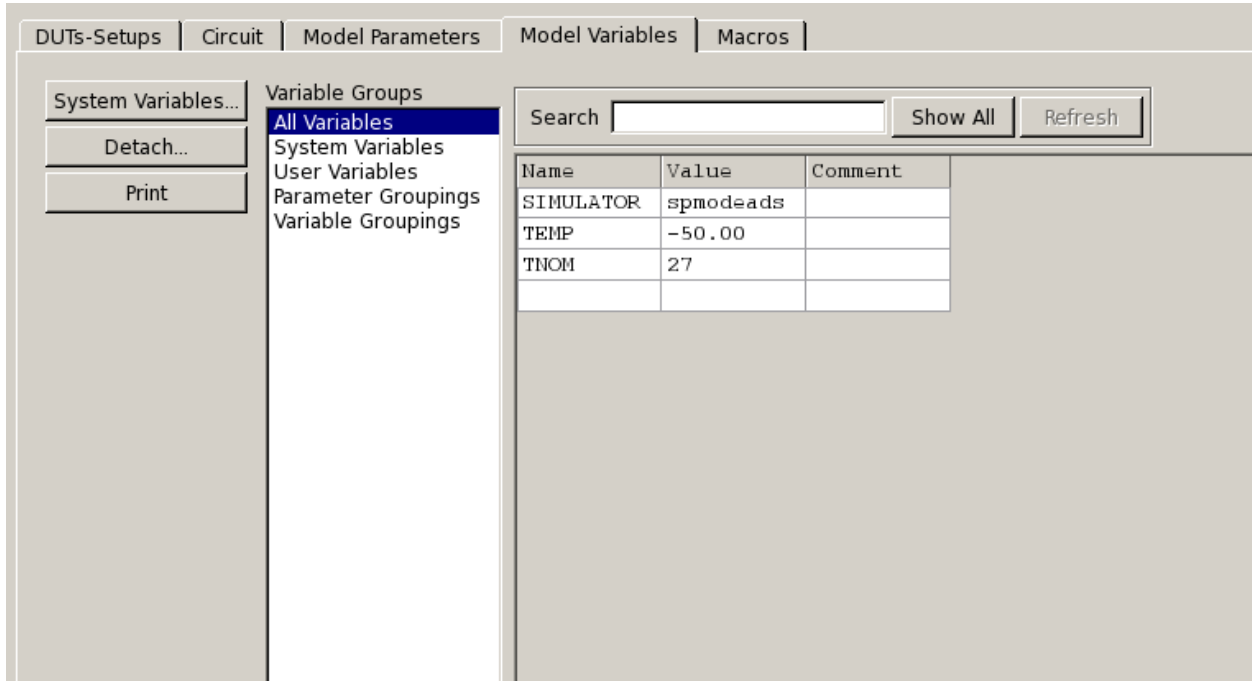 DUTs-Setups Circuit Model Parameters Model Variables Macros
System Variables...
Detach...
Print
Variable Groups
All Variables
System Variables
User Variables
Parameter Groupings
Variable Groupings
Search Show All Refresh
Name Value Comment
SIMULATOR spmodeads
TEMP -50.00
TNOM 27